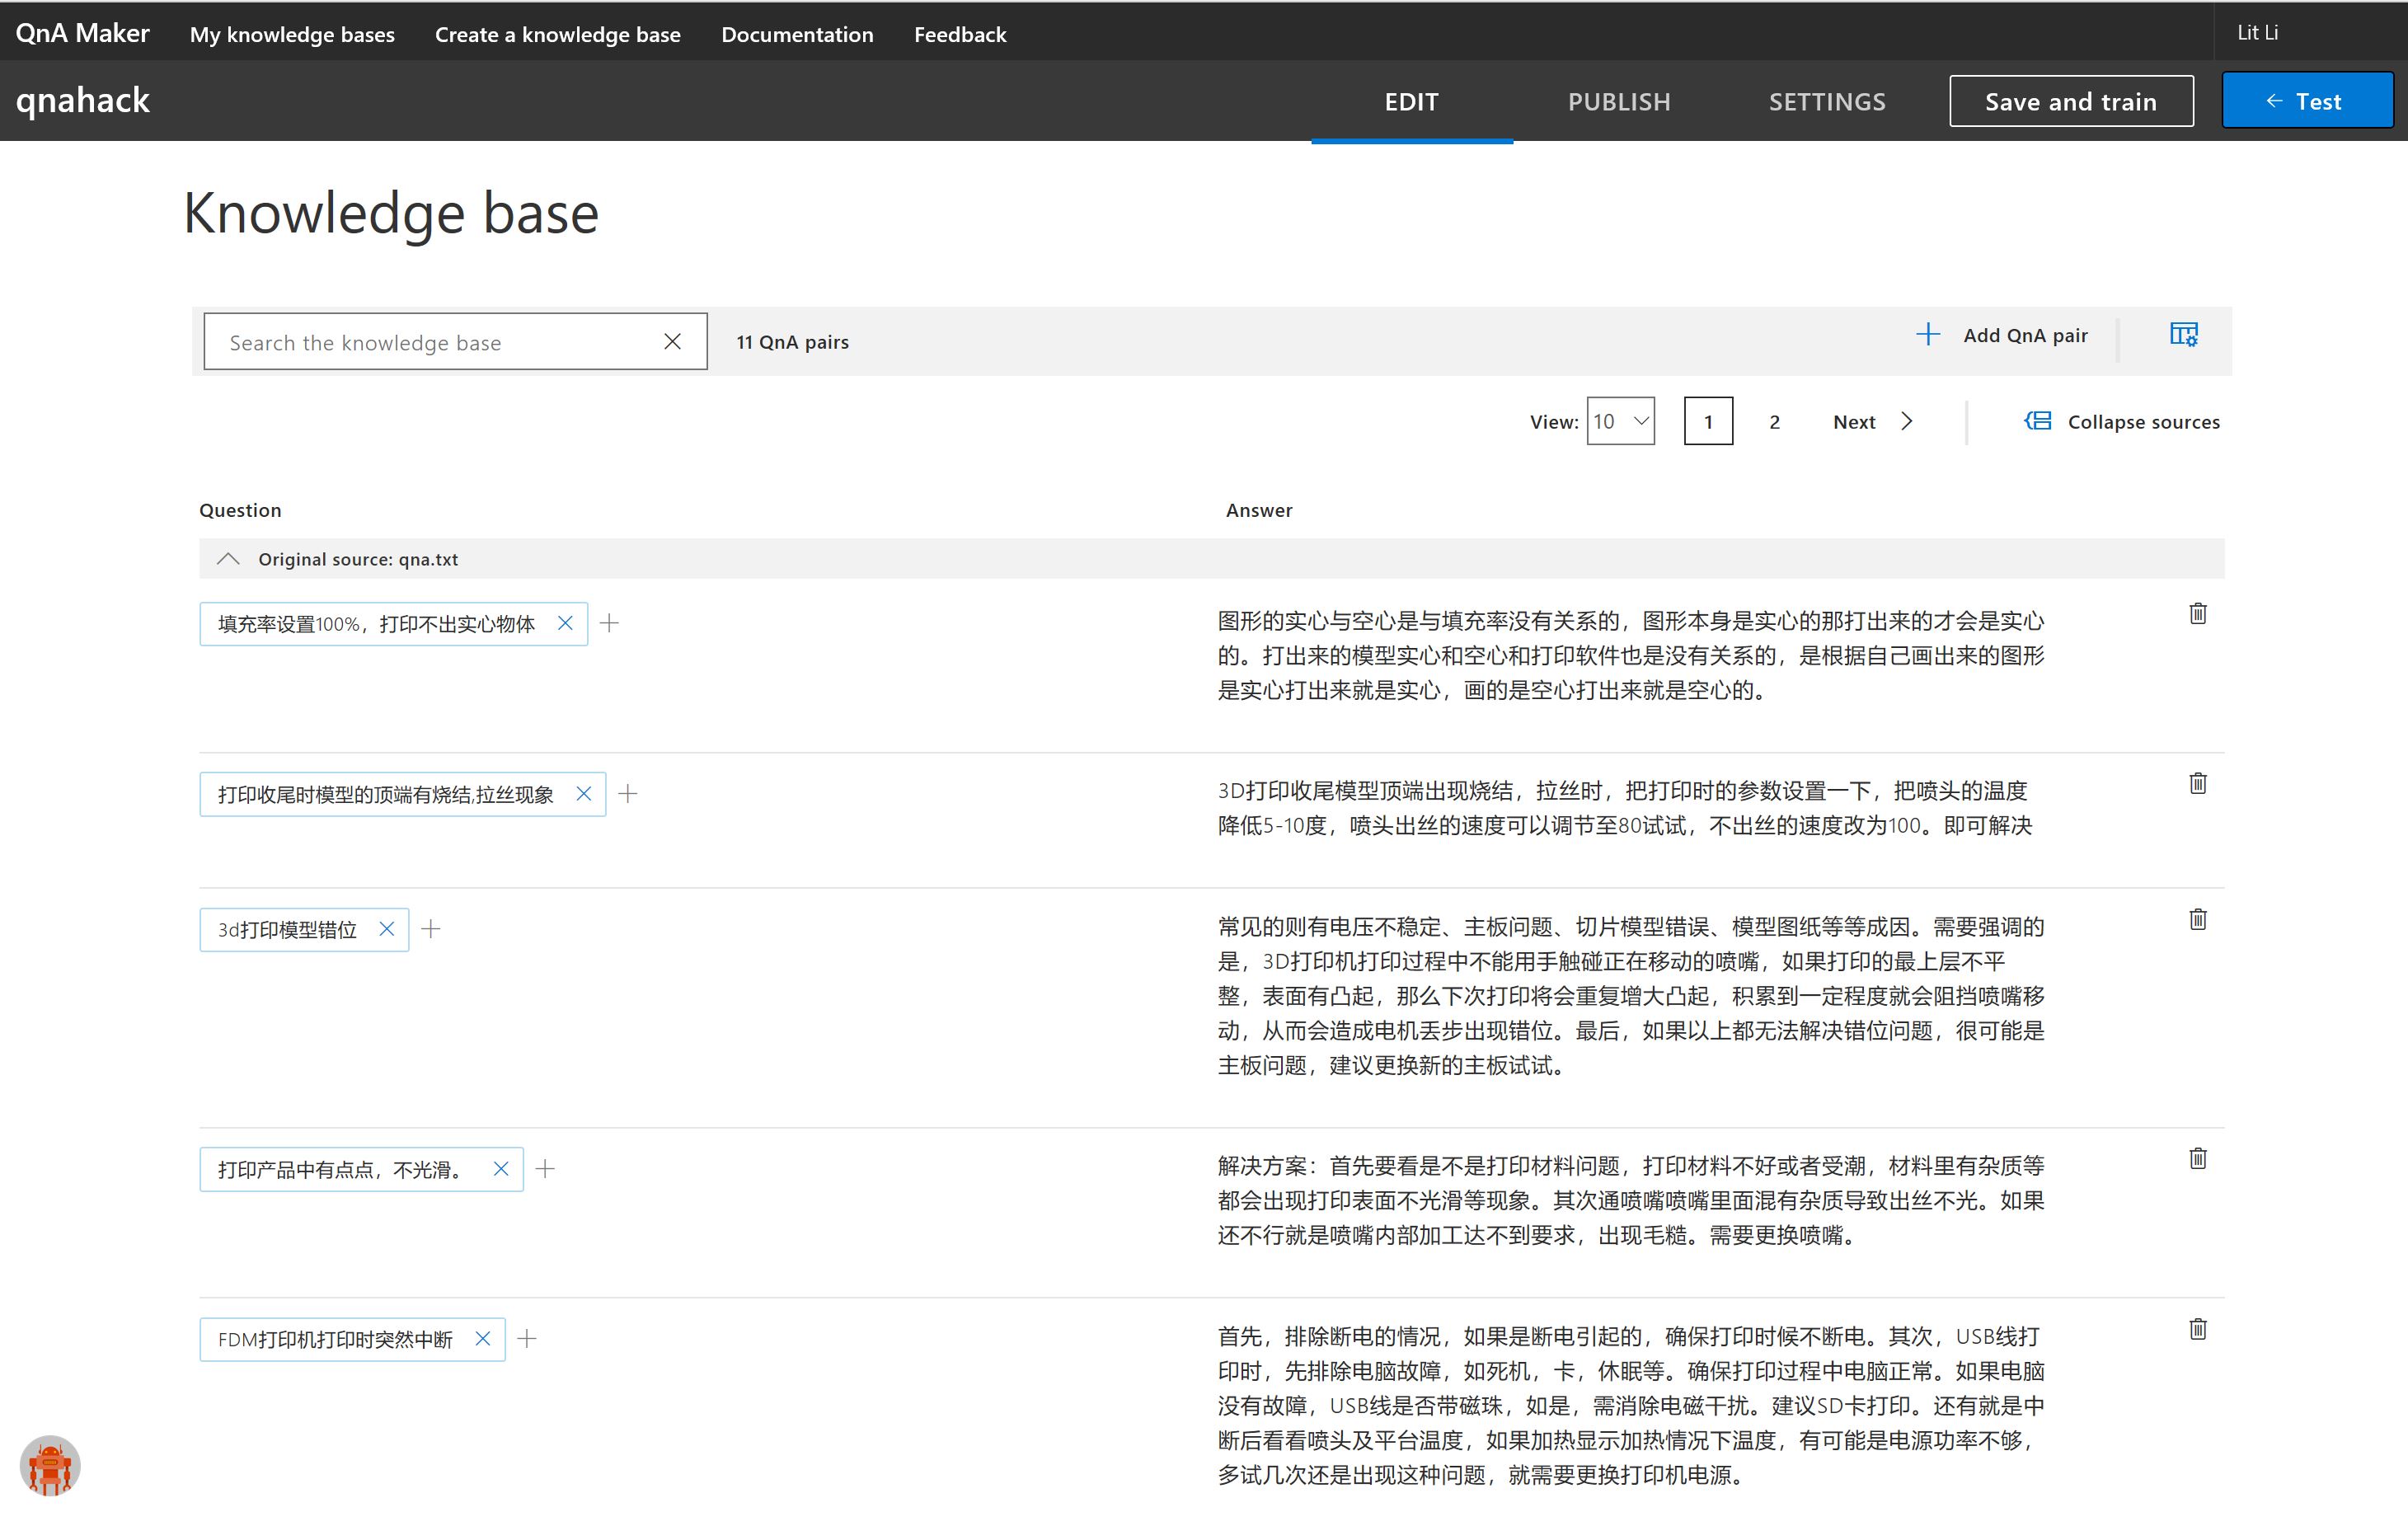 QnA Maker My knowledge bases Create a knowledge base Documentation Feedback Lit Li
qnahack EDIT PUBLISH SETTINGS Save and train Test
Knowledge base
Search the knowledge base 11 QnA pairs Add QnA pair
View: 10 1 2 Next Collapse sources
Question Answer
Original source: qna.txt
填充率设置100%，打印不出实心物体
图形的实心与空心是与填充率没有关系的，图形本身是实心的那打出来的才会是实心
的。打出来的模型实心和空心和打印软件也是没有关系的，是根据自己画出来的图形
是实心打出来就是实心，画的是空心打出来就是空心的。
打印收尾时模型的顶端有烧结,拉丝现象
3D打印收尾模型顶端出现烧结，拉丝时，把打印时的参数设置一下，把喷头的温度
降低5-10度，喷头出丝的速度可以调节至80试试，不出丝的速度改为100。即可解决
3d打印模型错位
常见的则有电压不稳定、主板问题、切片模型错误、模型图纸等等成因。需要强调的
是，3D打印机打印过程中不能用手触碰正在移动的喷嘴，如果打印的最上层不平
整，表面有凸起，那么下次打印将会重复增大凸起，积累到一定程度就会阻挡喷嘴移
动，从而会造成电机丢步出现错位。最后，如果以上都无法解决错位问题，很可能是
主板问题，建议更换新的主板试试。
打印产品中有点点，不光滑。
解决方案：首先要看是不是打印材料问题，打印材料不好或者受潮，材料里有杂质等
都会出现打印表面不光滑等现象。其次通喷嘴喷嘴里面混有杂质导致出丝不光。如果
还不行就是喷嘴内部加工达不到要求，出现毛糙。需要更换喷嘴。
FDM打印机打印时突然中断
首先，排除断电的情况，如果是断电引起的，确保打印时候不断电。其次，USB线打
印时，先排除电脑故障，如死机，卡，休眠等。确保打印过程中电脑正常。如果电脑
没有故障，USB线是否带磁珠，如是，需消除电磁干扰。建议SD卡打印。还有就是中
断后看看喷头及平台温度，如果加热显示加热情况下温度，有可能是电源功率不够，
多试几次还是出现这种问题，就需要更换打印机电源。